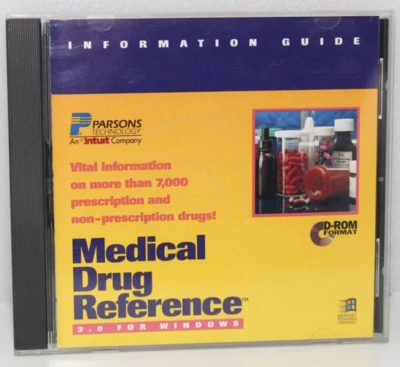 INFORMATION GUIDE
PARSONS
TECHNOLOGY
An Intuit Company
Vital information
on more than 7,000
prescription and
non-prescription drugs!
CD-ROM
FORMAT
Medical
Drug
Reference™
2.0 FOR WINDOWS